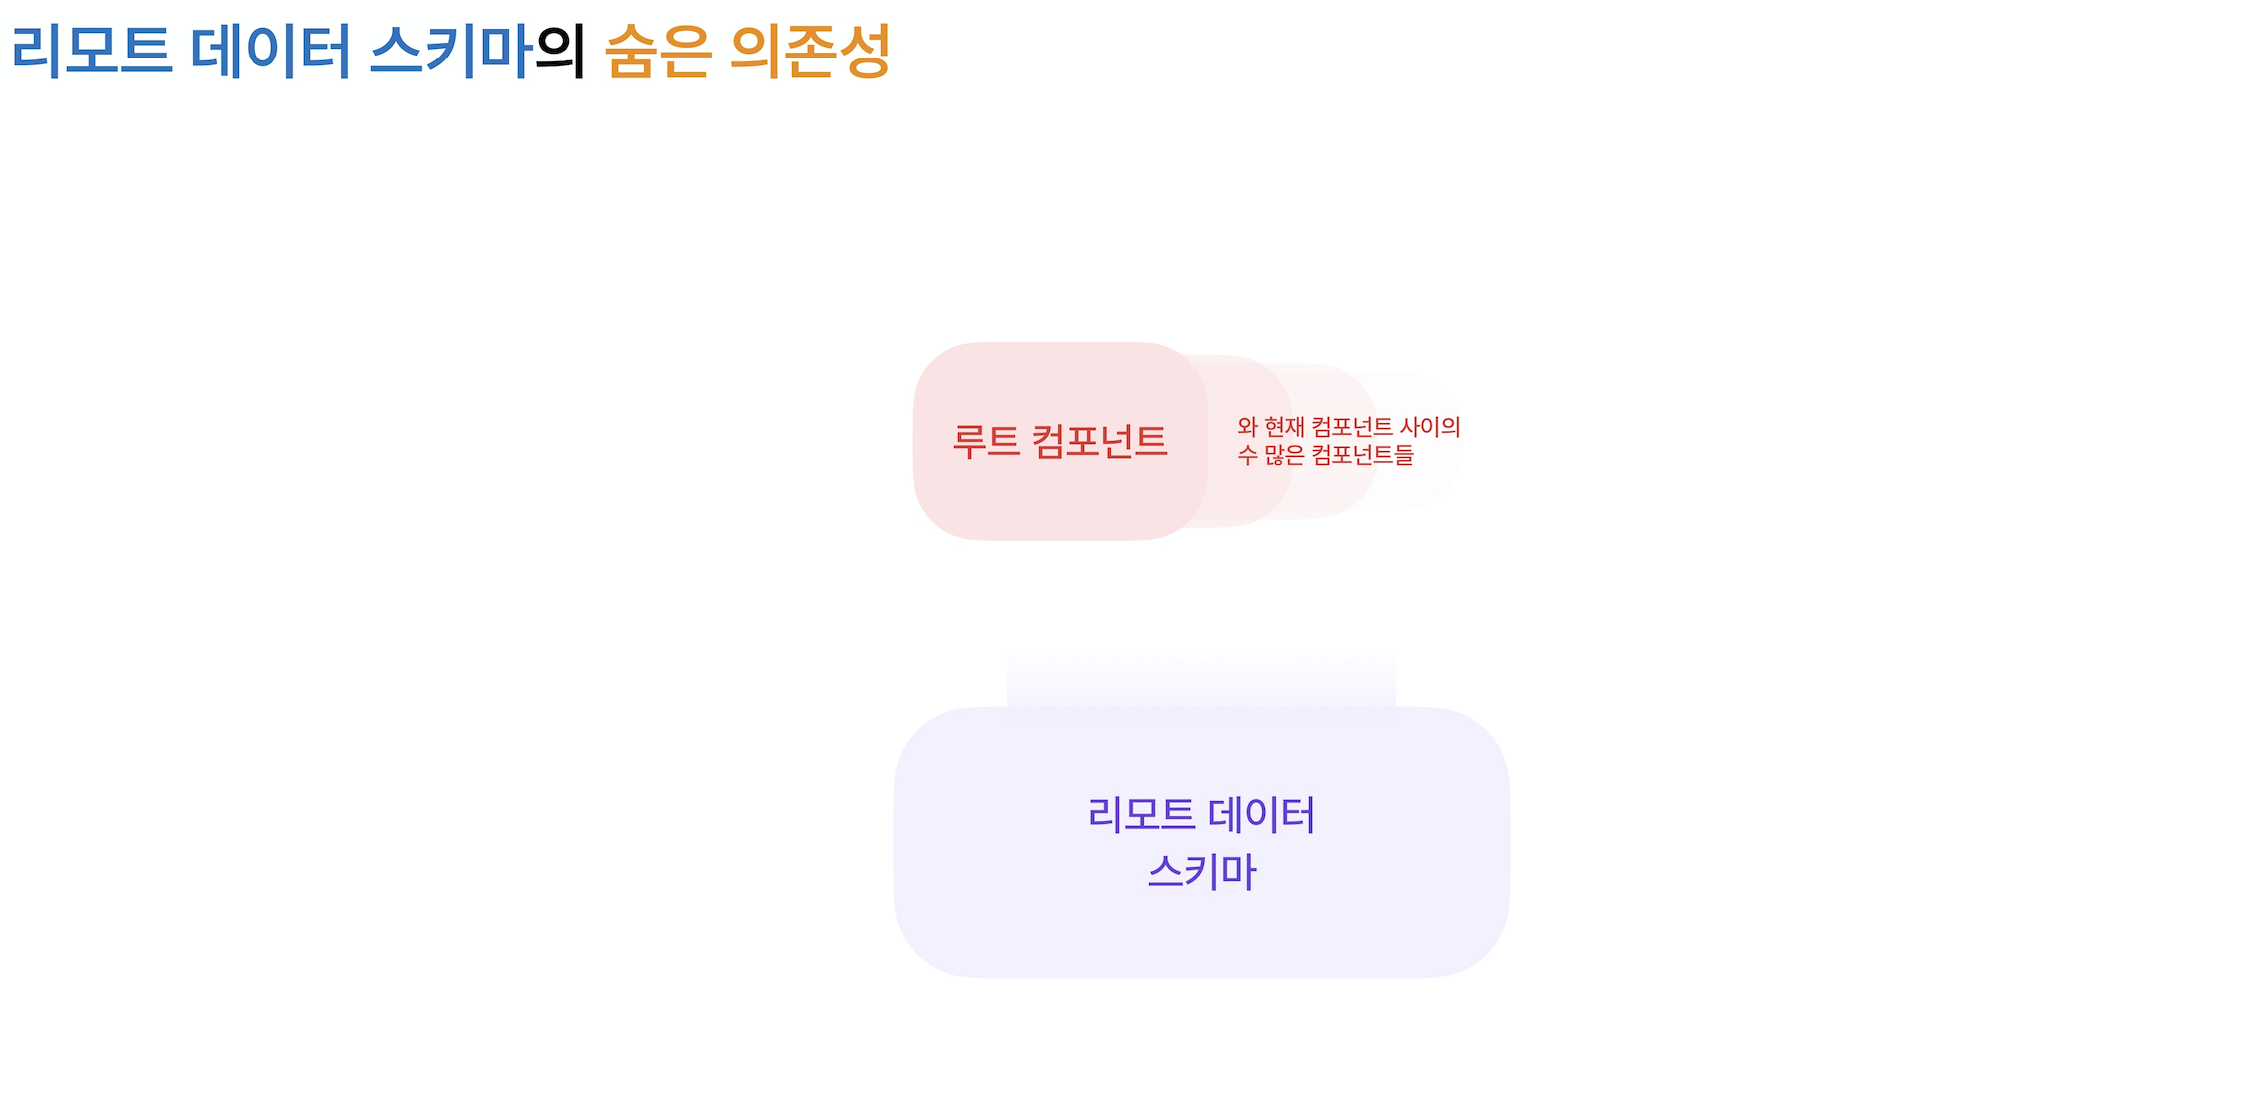 리모트 데이터 스키마의 숨은 의존성
루트 컴포넌트
와 현재 컴포넌트 사이의
수 많은 컴포넌트들
리모트 데이터
스키마